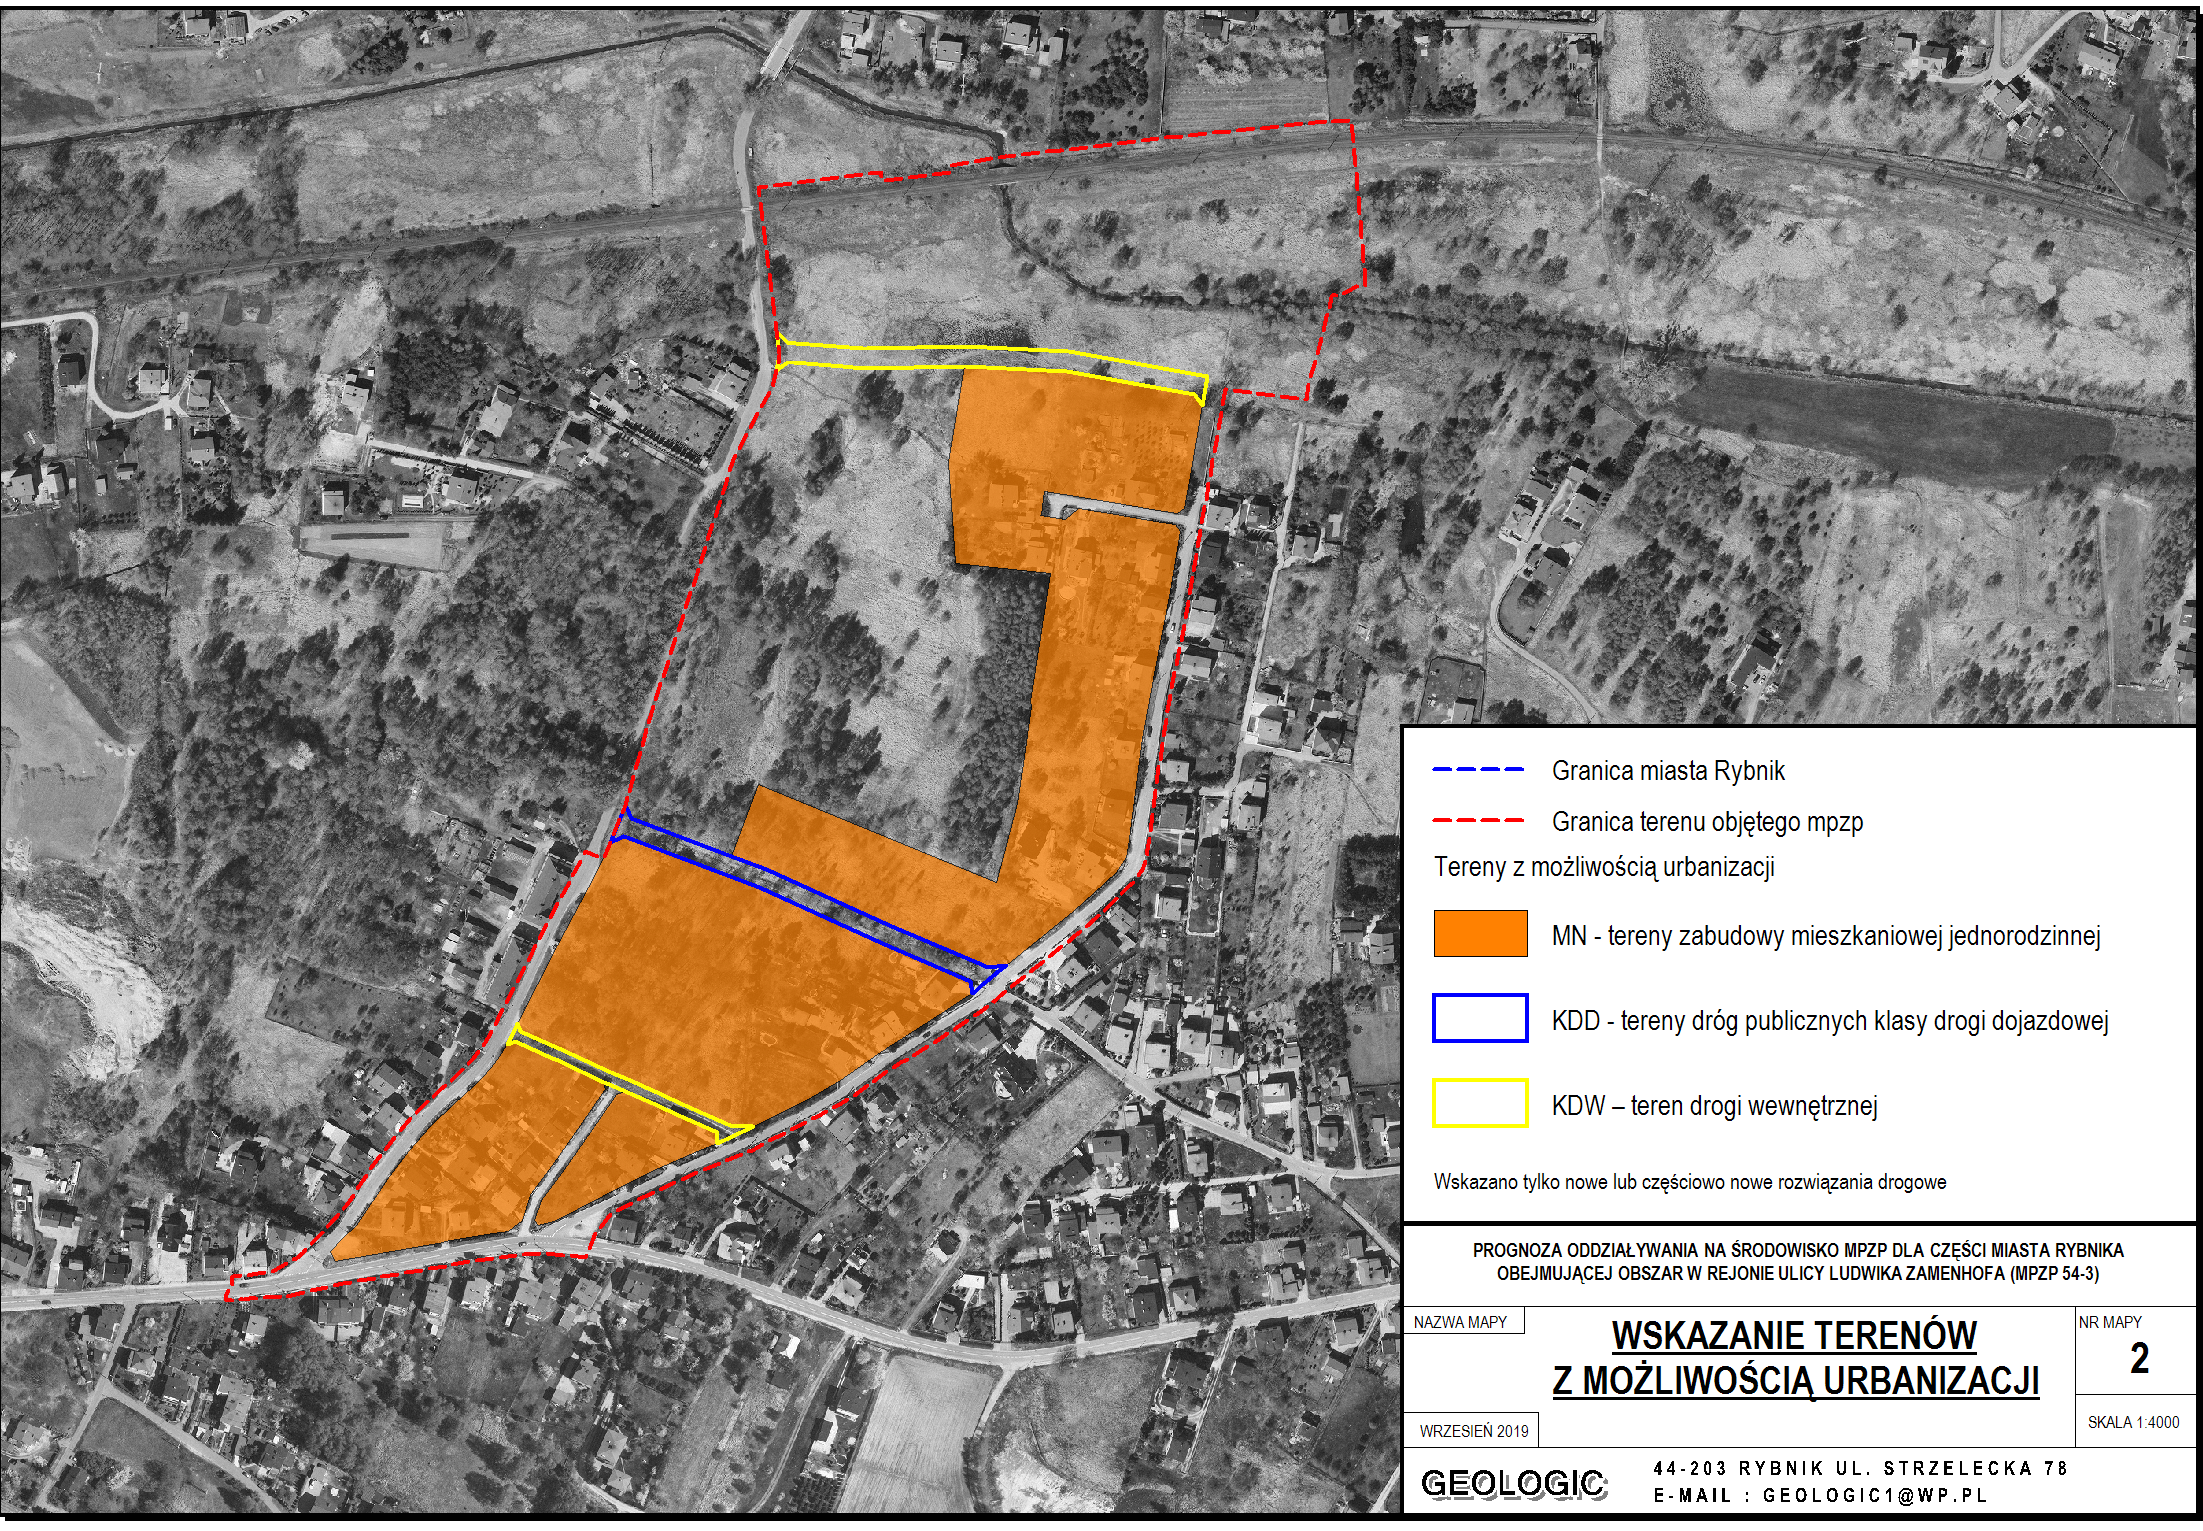 Granica miasta Rybnik
Granica terenu objętego mpzp
Tereny z możliwością urbanizacji
MN - tereny zabudowy mieszkaniowej jednorodzinnej
KDD - tereny dróg publicznych klasy drogi dojazdowej
KDW – teren drogi wewnętrznej
Wskazano tylko nowe lub częściowo nowe rozwiązania drogowe
PROGNOZA ODDZIAŁYWANIA NA ŚRODOWISKO MPZP DLA CZĘŚCI MIASTA RYBNIKA
OBEJMUJĄCEJ OBSZAR W REJONIE ULICY LUDWIKA ZAMENHOFA (MPZP 54-3)
NAZWA MAPY
WSKAZANIE TERENÓW
Z MOŻLIWOŚCIĄ URBANIZACJI
NR MAPY
2
WRZESIEŃ 2019
SKALA 1:4000
GEOLOGIC
44-203 RYBNIK UL. STRZELECKA 78
E-MAIL : GEOLOGIC1@WP.PL